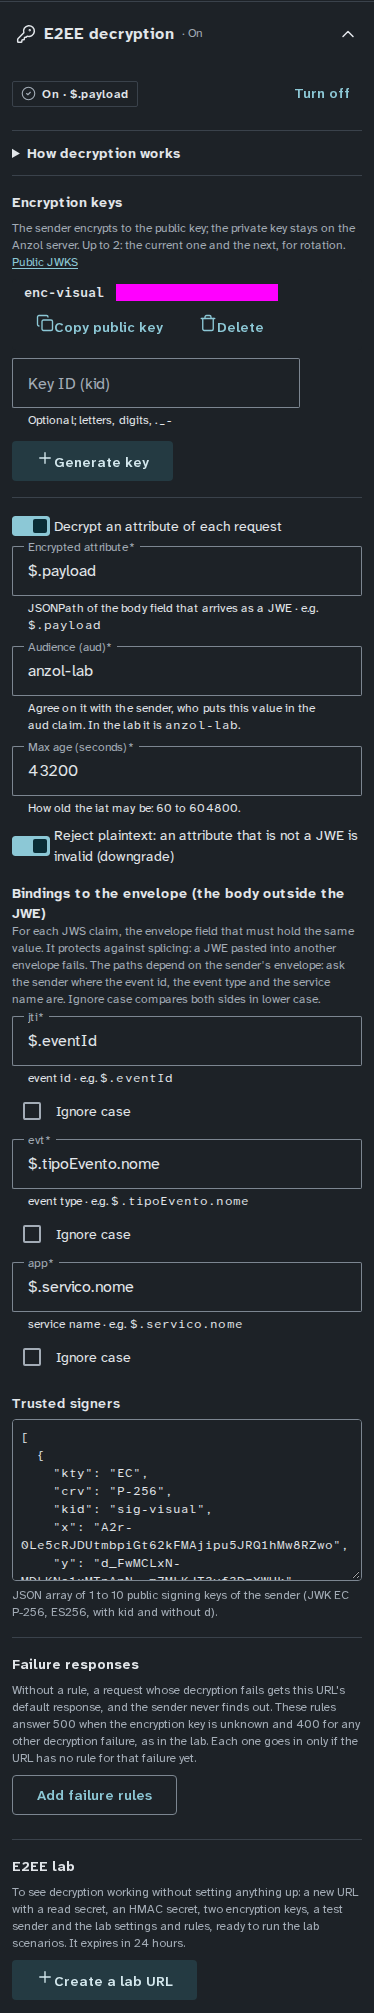 E2EE decryption · On
On · $.payload
Turn off
How decryption works
Encryption keys
The sender encrypts to the public key; the private key stays on the
Anzol server. Up to 2: the current one and the next, for rotation.
Public JWKS
enc-visual
Copy public key
Delete
Key ID (kid)
Optional; letters, digits, . _ -
Generate key
Decrypt an attribute of each request
Encrypted attribute*
$.payload
JSONPath of the body field that arrives as a JWE · e.g.
$.payload
Audience (aud)*
anzol-lab
Agree on it with the sender, who puts this value in the
aud claim. In the lab it is anzol-lab.
Max age (seconds)*
43200
How old the iat may be: 60 to 604800.
Reject plaintext: an attribute that is not a JWE is
invalid (downgrade)
Bindings to the envelope (the body outside the
JWE)
For each JWS claim, the envelope field that must hold the same
value. It protects against splicing: a JWE pasted into another
envelope fails. The paths depend on the sender's envelope: ask
the sender where the event id, the event type and the service
name are. Ignore case compares both sides in lower case.
jti*
$.eventId
event id · e.g. $.eventId
Ignore case
evt*
$.tipoEvento.nome
event type · e.g. $.tipoEvento.nome
Ignore case
app*
$.servico.nome
service name · e.g. $.servico.nome
Ignore case
Trusted signers
[
{
"kty": "EC",
"crv": "P-256",
"kid": "sig-visual",
"x": "A2r-
0Le5cRJDUtmbpiGt62kFMAjipu5JRQ1hMw8RZwo",
"y": "d_FwMCLxN-
JSON array of 1 to 10 public signing keys of the sender (JWK EC
P-256, ES256, with kid and without d).
Failure responses
Without a rule, a request whose decryption fails gets this URL's
default response, and the sender never finds out. These rules
answer 500 when the encryption key is unknown and 400 for any
other decryption failure, as in the lab. Each one goes in only if the
URL has no rule for that failure yet.
Add failure rules
E2EE lab
To see decryption working without setting anything up: a new URL
with a read secret, an HMAC secret, two encryption keys, a test
sender and the lab settings and rules, ready to run the lab
scenarios. It expires in 24 hours.
Create a lab URL